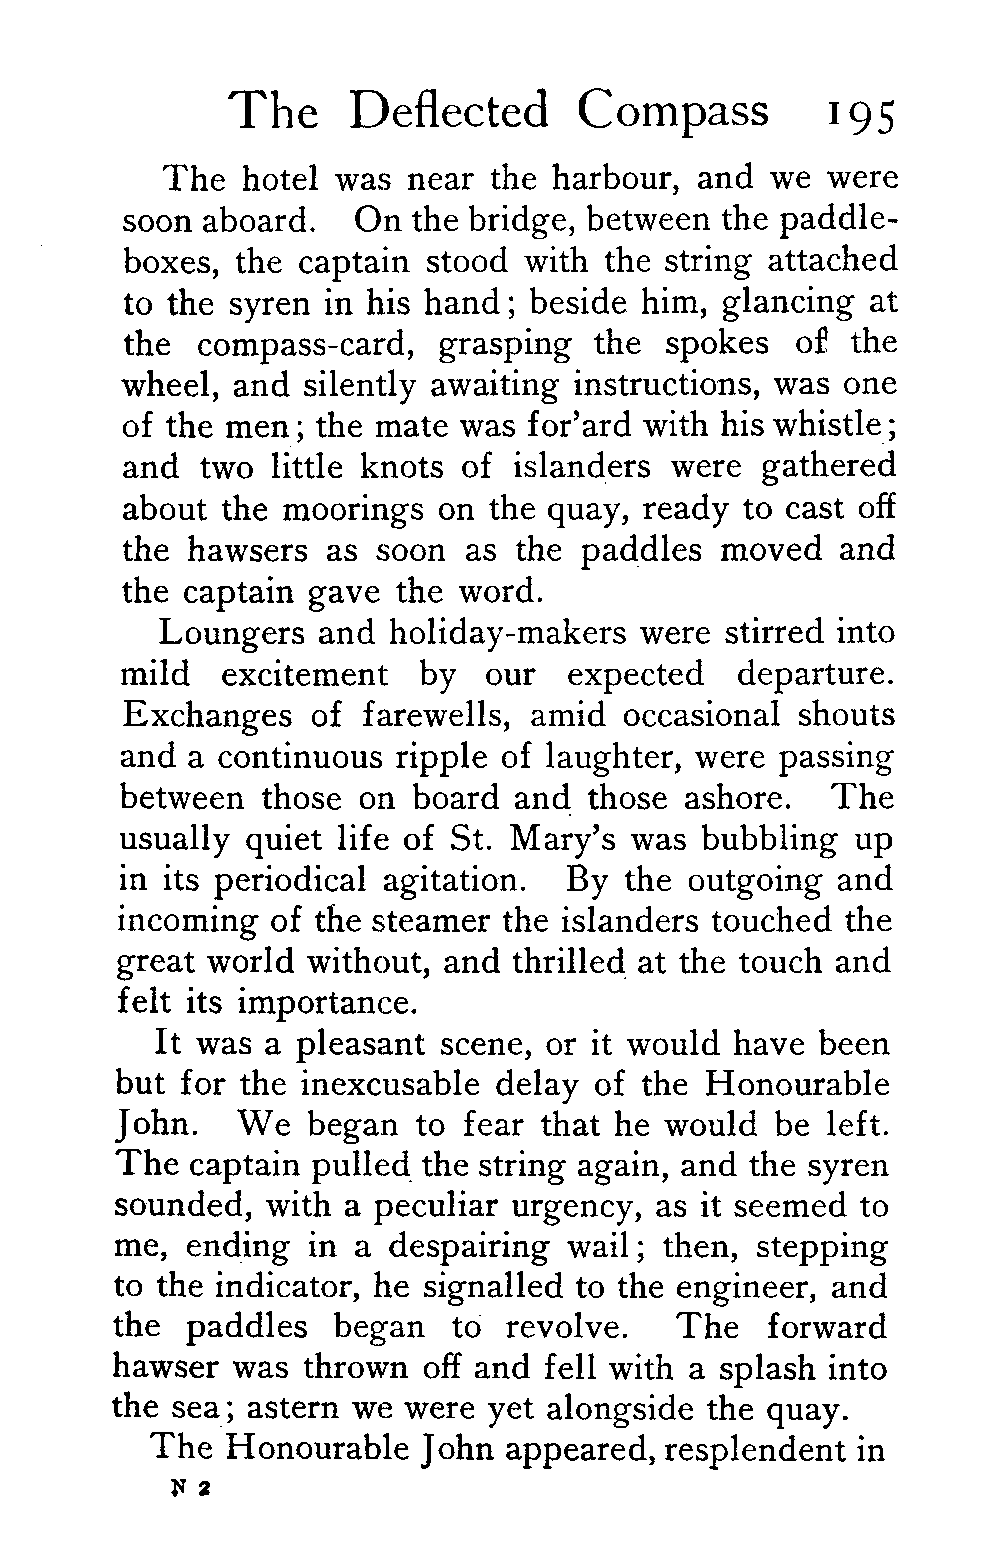 The Deflected Compass 195
The hotel was near the harbour, and we were
soon aboard. On the bridge, between the paddle-
boxes, the captain stood with the string attached
to the syren in his hand; beside him, glancing at
the compass-card, grasping the spokes of the
wheel, and silently awaiting instructions, was one
of the men; the mate was for'ard with his whistle;
and two little knots of islanders were gathered
about the moorings on the quay, ready to cast off
the hawsers as soon as the paddles moved and
the captain gave the word.
Loungers and holiday-makers were stirred into
mild excitement by our expected departure.
Exchanges of farewells, amid occasional shouts
and a continuous ripple of laughter, were passing
between those on board and those ashore. The
usually quiet life of St. Mary's was bubbling up
in its periodical agitation. By the outgoing and
incoming of the steamer the islanders touched the
great world without, and thrilled at the touch and
felt its importance.
It was a pleasant scene, or it would have been
but for the inexcusable delay of the Honourable
John. We began to fear that he would be left.
The captain pulled the string again, and the syren
sounded, with a peculiar urgency, as it seemed to
me, ending in a despairing wail; then, stepping
to the indicator, he signalled to the engineer, and
the paddles began to revolve. The forward
hawser was thrown off and fell with a splash into
the sea; astern we were yet alongside the quay.
The Honourable John appeared, resplendent in
N 2